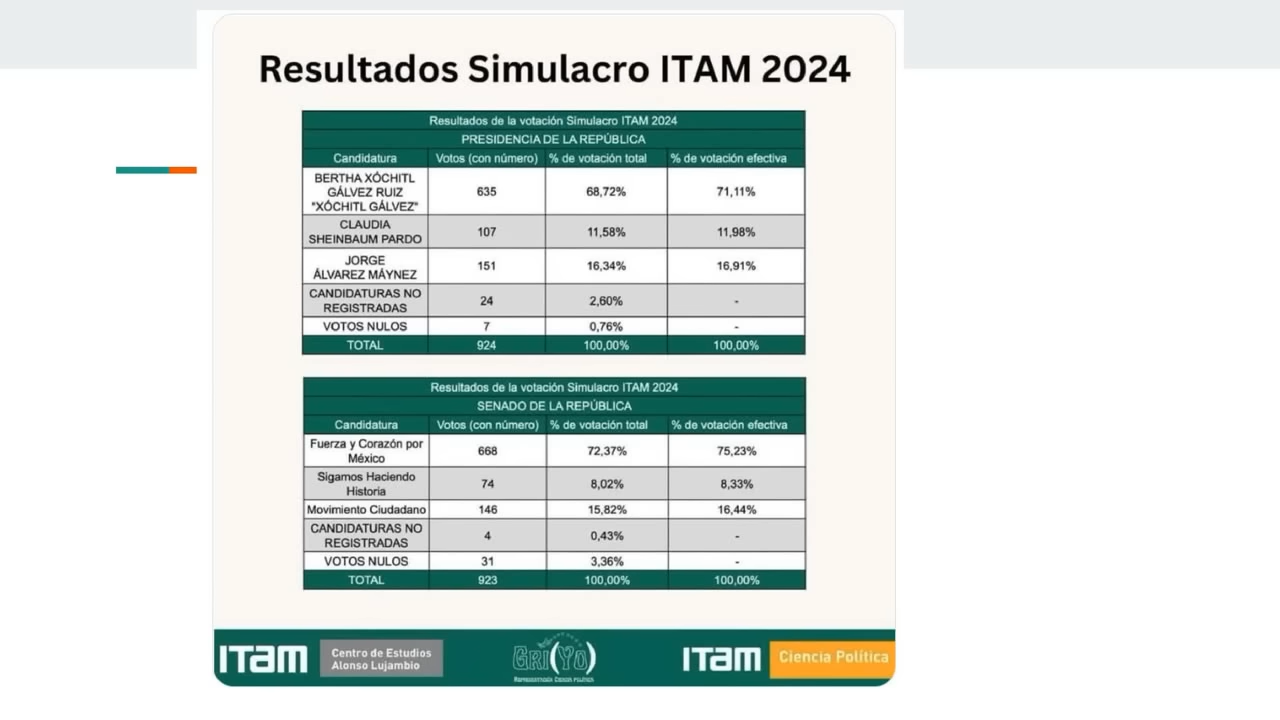 Resultados Simulacro ITAM 2024
Resultados de la votación Simulacro ITAM 2024
PRESIDENCIA DE LA REPÚBLICA
Candidatura Votos (con número) % de votación total % de votación efectiva
BERTHA XÓCHITL
GÁLVEZ RUIZ
"XÓCHITL GÁLVEZ" 635 68,72% 71,11%
CLAUDIA
SHEINBAUM PARDO 107 11,58% 11,98%
JORGE
ÁLVAREZ MÁYNEZ 151 16,34% 16,91%
CANDIDATURAS NO
REGISTRADAS 24 2,60% -
VOTOS NULOS 7 0,76% -
TOTAL 924 100,00% 100,00%
Resultados de la votación Simulacro ITAM 2024
SENADO DE LA REPÚBLICA
Candidatura Votos (con número) % de votación total % de votación efectiva
Fuerza y Corazón por
México 668 72,37% 75,23%
Sigamos Haciendo
Historia 74 8,02% 8,33%
Movimiento Ciudadano 146 15,82% 16,44%
CANDIDATURAS NO
REGISTRADAS 4 0,43% -
VOTOS NULOS 31 3,36% -
TOTAL 923 100,00% 100,00%
ITAM
Centro de Estudios
Alonso Lujambio
GRI(YO)
ITAM
Ciencia Política